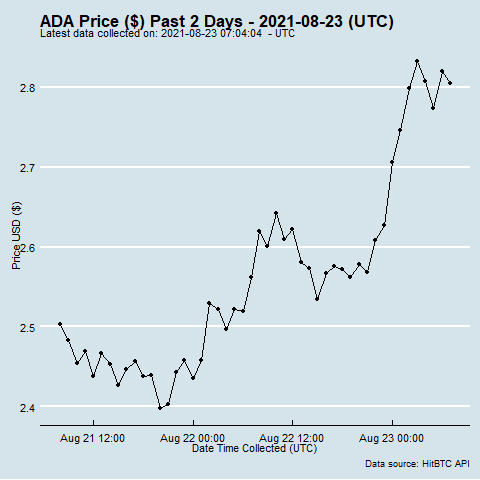 ADA Price ($) Past 2 Days - 2021-08-23 (UTC)
Latest data collected on: 2021-08-23 07:04:04  - UTC
2.8
2.7
2.6
2.5
2.4
Price USD ($)
Aug 21 12:00 Aug 22 00:00 Aug 22 12:00 Aug 23 00:00
Date Time Collected (UTC)
Data source: HitBTC API